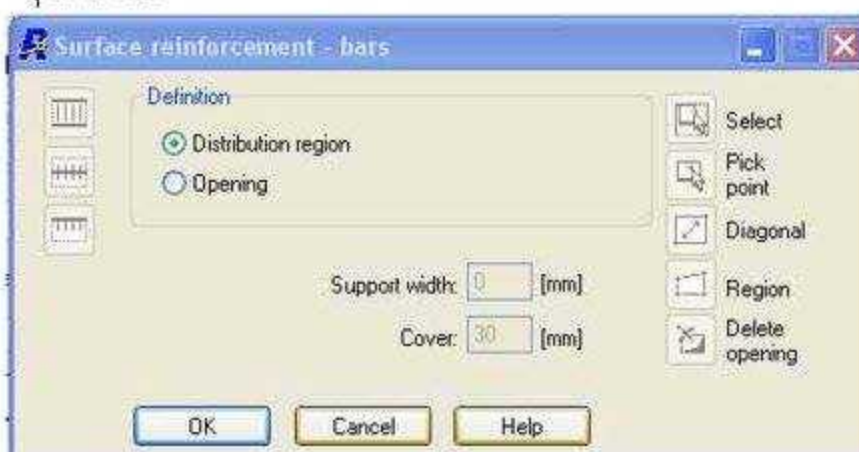 Surface reinforcement - bars
Definition
Distribution region
Opening
Support width: 0 [mm]
Cover: 30 [mm]
Select
Pick
point
Diagonal
Region
Delete
opening
OK Cancel Help